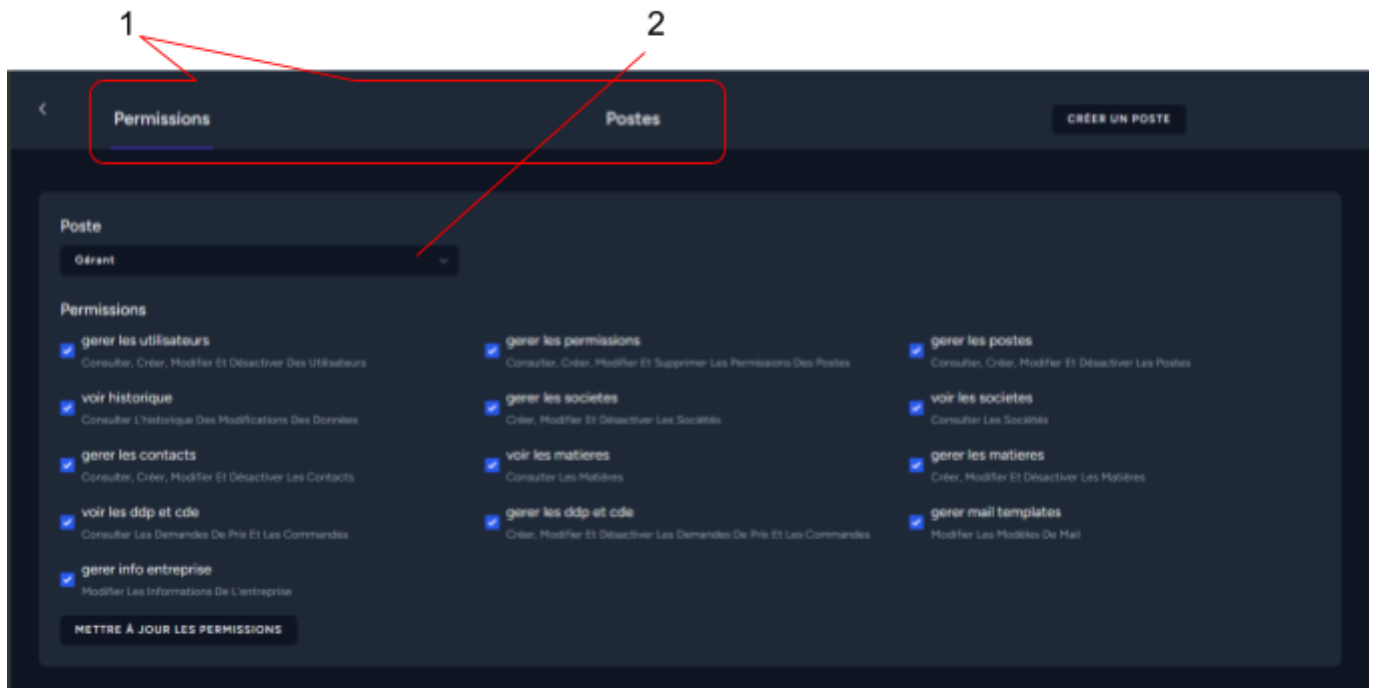 1 2
Permissions Postes CRÉER UN POSTE
Poste
Gérant
Permissions
gerer les utilisateurs gerer les permissions gerer les postes
Consulter, Créer, Modifier Et Désactiver Des Utilisateurs Consulter, Créer, Modifier Et Supprimer Les Permissions Des Postes Consulter, Créer, Modifier Et Désactiver Les Postes
voir historique gerer les societes voir les societes
Consulter L'historique Des Modifications Des Données Créer, Modifier Et Désactiver Les Sociétés Consulter Les Sociétés
gerer les contacts voir les matieres gerer les matieres
Consulter, Créer, Modifier Et Désactiver Les Contacts Consulter Les Matières Créer, Modifier Et Désactiver Les Matières
voir les ddp et cde gerer les ddp et cde gerer mail templates
Consulter Les Demandes De Prix Et Les Commandes Créer, Modifier Et Désactiver Les Demandes De Prix Et Les Commandes Modifier Les Modèles De Mail
gerer info entreprise
Modifier Les Informations De L'entreprise
METTRE À JOUR LES PERMISSIONS